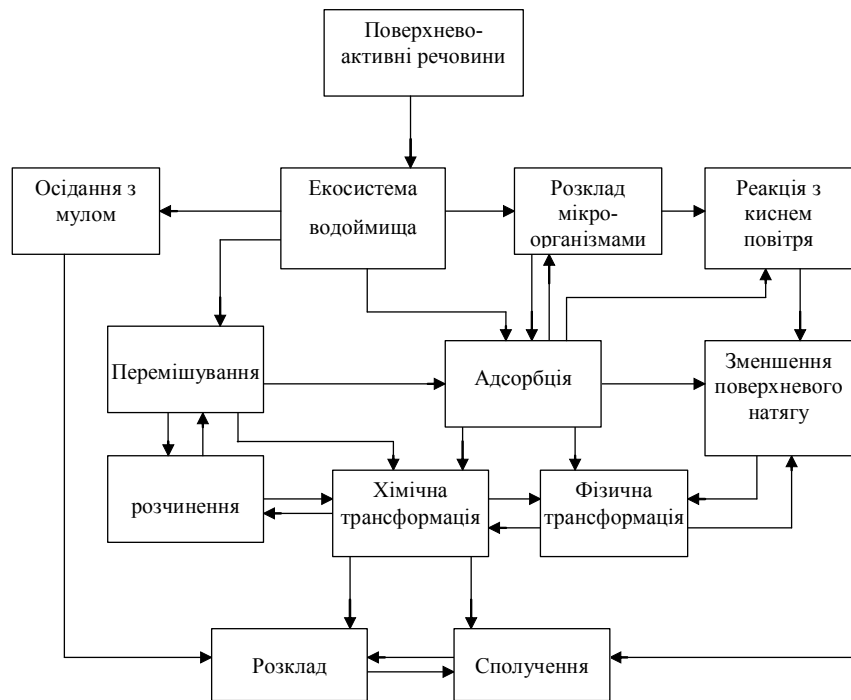 Поверхнево-
активні речовини
Осідання з
мулом
Екосистема
водоймища
Розклад
мікро-
організмами
Реакція з
киснем
повітря
Перемішування
Адсорбція
Зменшення
поверхневого
натягу
розчинення
Хімічна
трансформація
Фізична
трансформація
Розклад
Сполучення